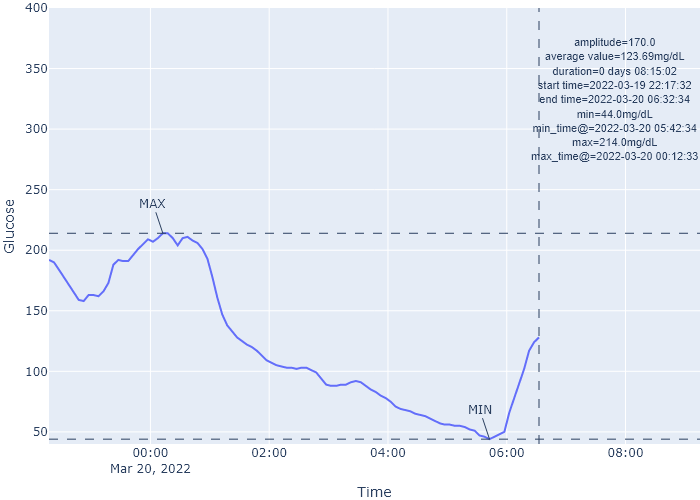 400
350
300
250
200
150
100
50
Glucose
amplitude=170.0
average value=123.69mg/dL
duration=0 days 08:15:02
start time=2022-03-19 22:17:32
end time=2022-03-20 06:32:34
min=44.0mg/dL
min_time@=2022-03-20 05:42:34
max=214.0mg/dL
max_time@=2022-03-20 00:12:33
MAX
MIN
00:00 02:00 04:00 06:00 08:00
Mar 20, 2022
Time